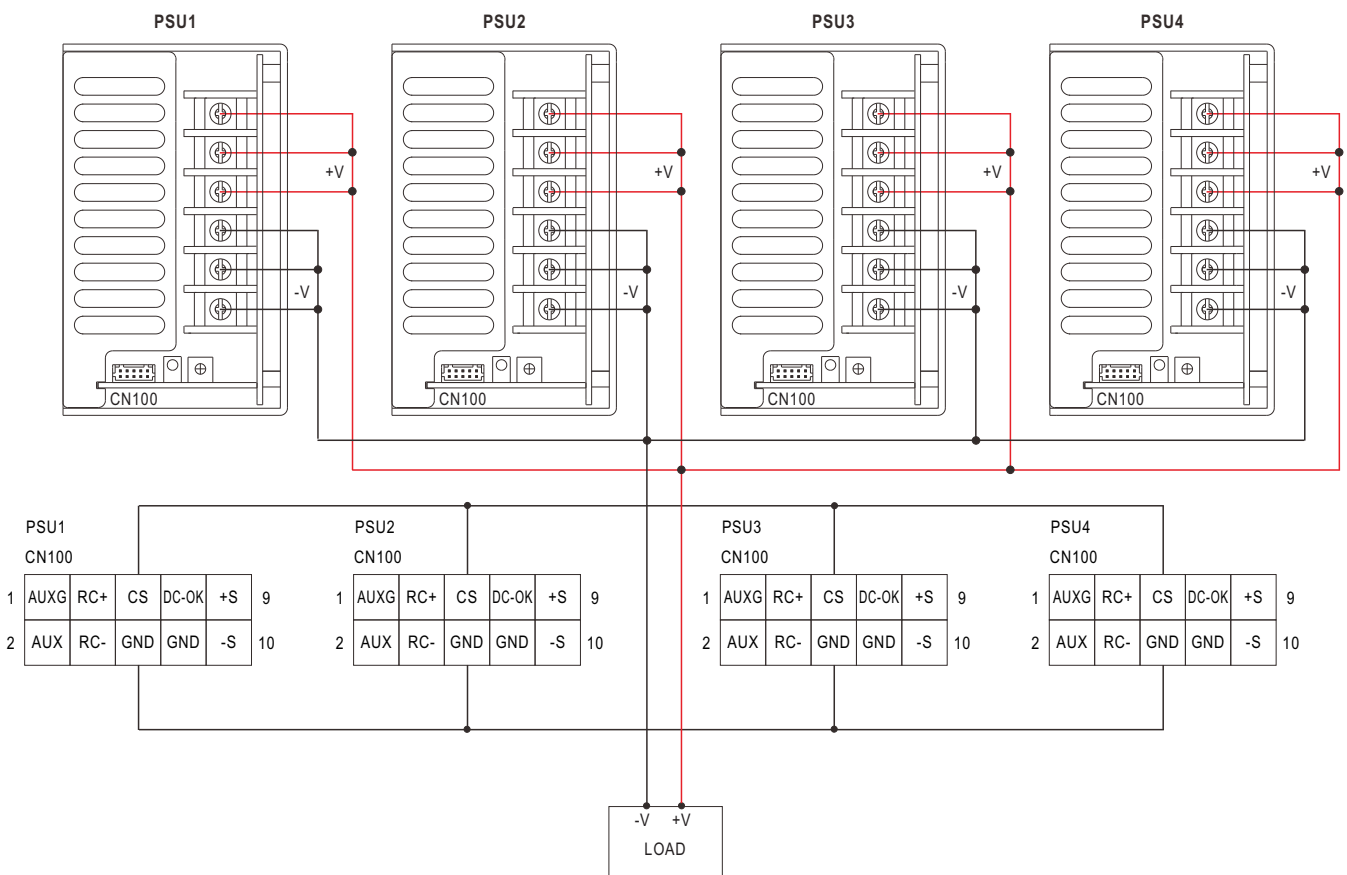 PSU1 PSU2 PSU3 PSU4
+V +V +V +V
-V -V -V -V
CN100 CN100 CN100 CN100
PSU1 PSU2 PSU3 PSU4
CN100 CN100 CN100 CN100
1 AUXG RC+ CS DC-OK +S 9 1 AUXG RC+ CS DC-OK +S 9 1 AUXG RC+ CS DC-OK +S 9 1 AUXG RC+ CS DC-OK +S 9
2 AUX RC- GND GND -S 10 2 AUX RC- GND GND -S 10 2 AUX RC- GND GND -S 10 2 AUX RC- GND GND -S 10
-V +V
LOAD